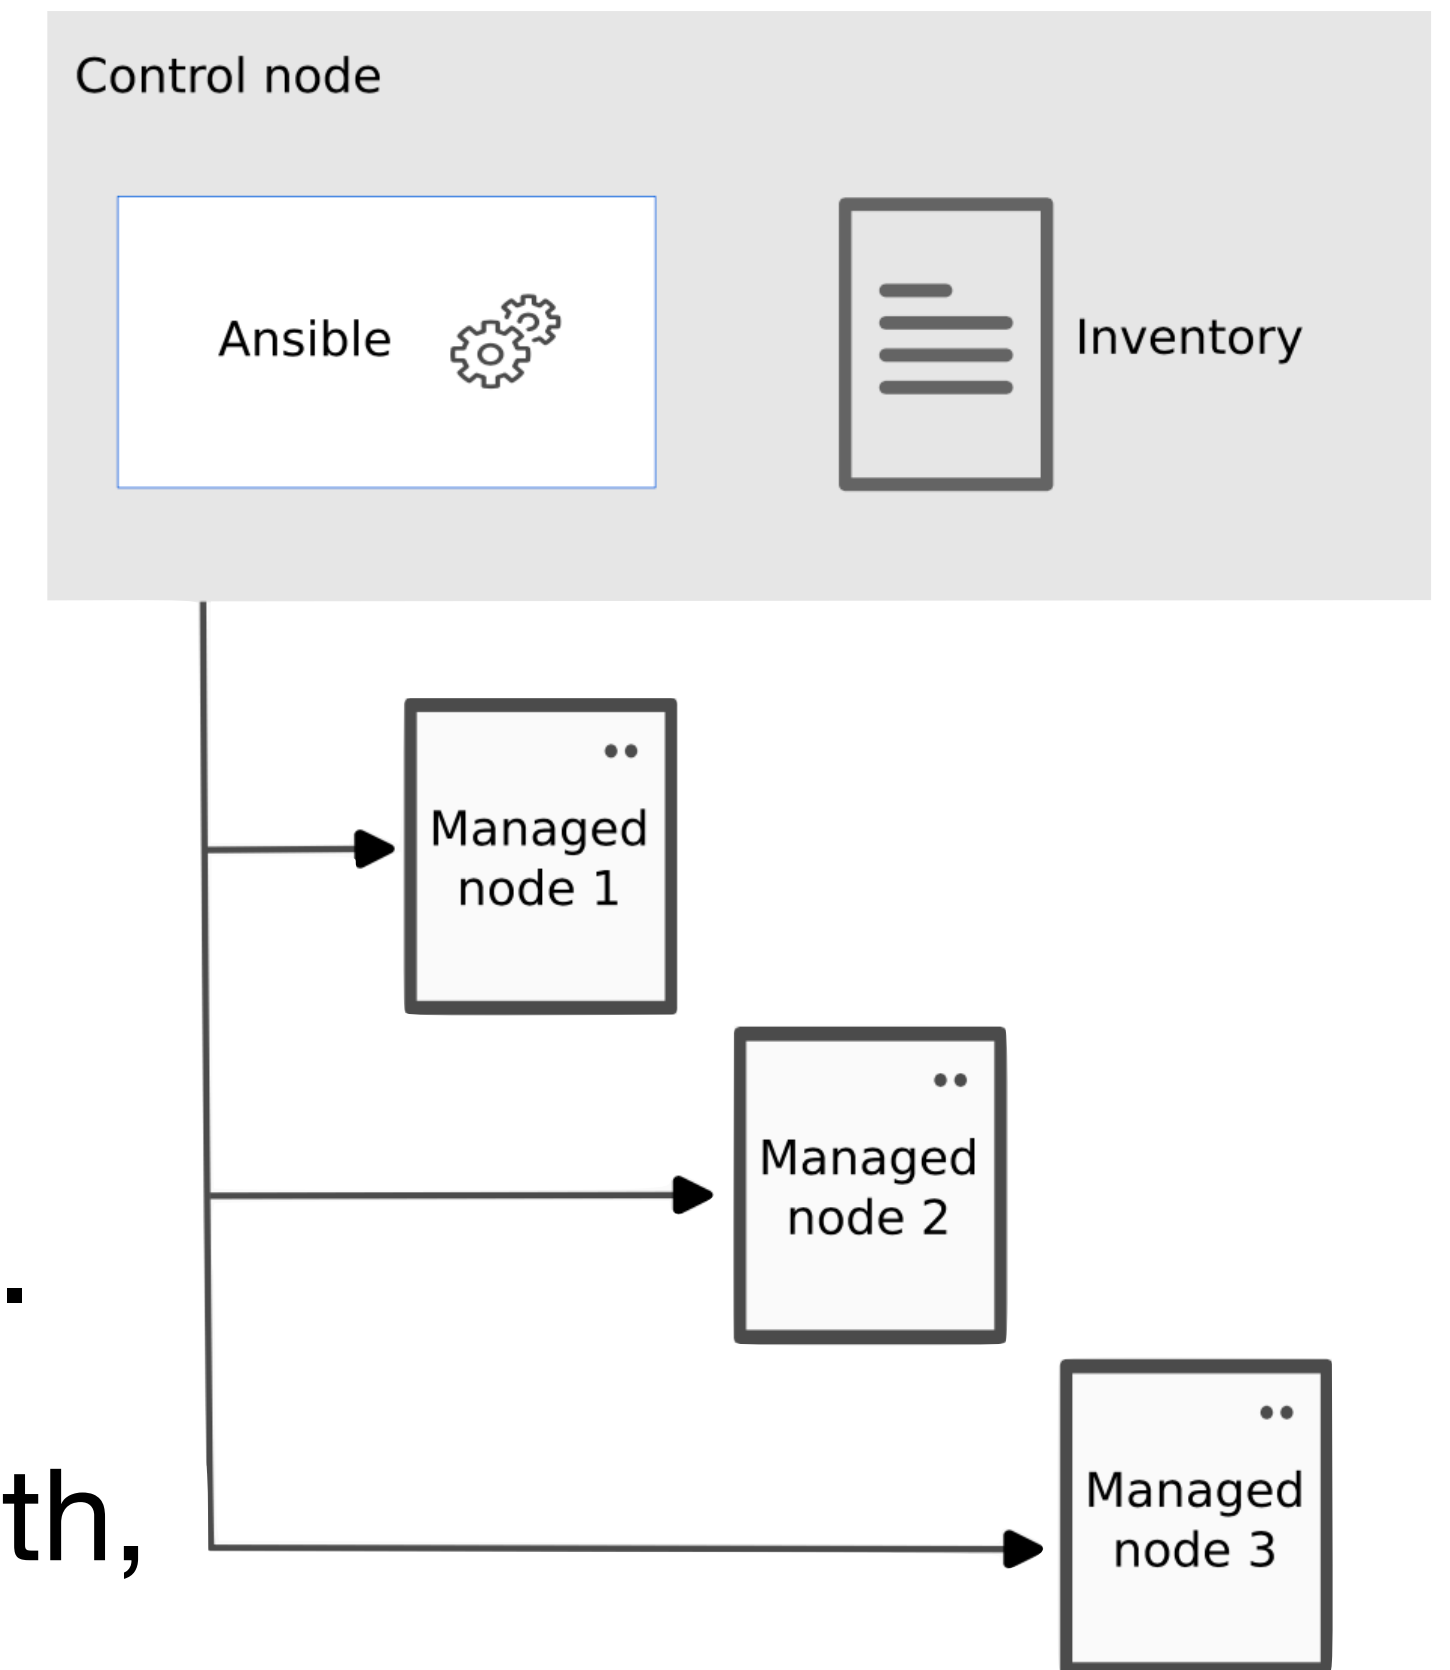 Control node
Ansible
Inventory
Managed
node 1
Managed
node 2
.
Managed
node 3
th,